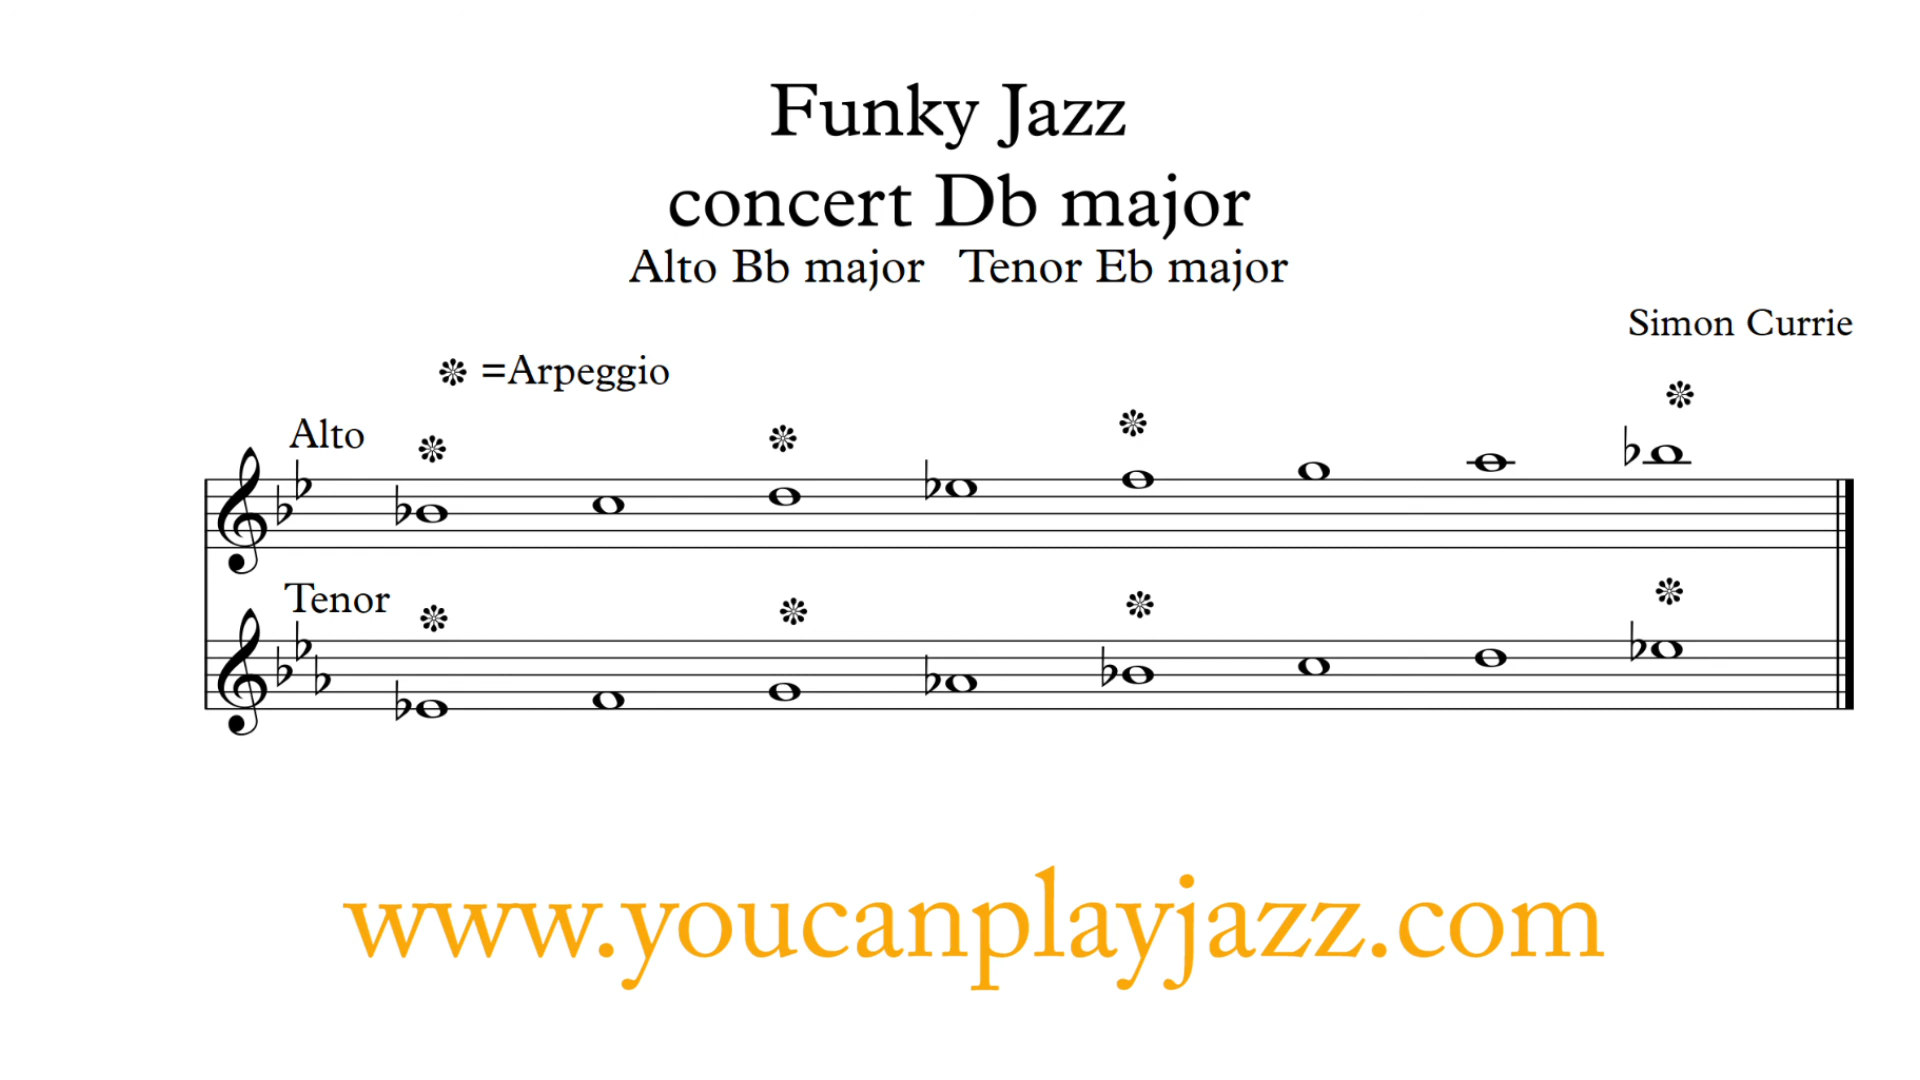 Funky Jazz
concert Db major
Alto Bb major Tenor Eb major
Simon Currie
=Arpeggio
Alto
Tenor
www.youcanplayjazz.com